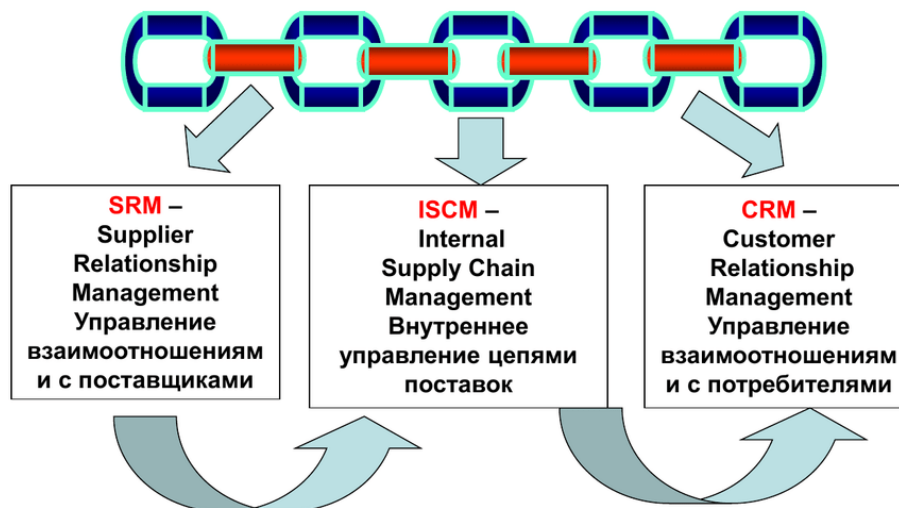 SRM –
Supplier
Relationship
Management
Управление
взаимоотношениям
и с поставщиками
ISCM –
Internal
Supply Chain
Management
Внутреннее
управление цепями
поставок
CRM –
Customer
Relationship
Management
Управление
взаимоотношениям
и с потребителями